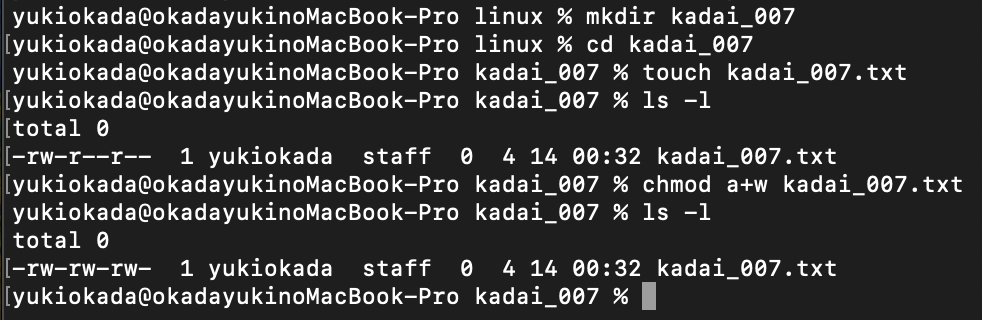 yukiokada@okadayukinoMacBook-Pro linux % mkdir kadai_007
[yukiokada@okadayukinoMacBook-Pro linux % cd kadai_007
yukiokada@okadayukinoMacBook-Pro kadai_007 % touch kadai_007.txt
[yukiokada@okadayukinoMacBook-Pro kadai_007 % ls -l
[total 0
[-rw-r--r--  1 yukiokada  staff  0  4 14 00:32 kadai_007.txt
[yukiokada@okadayukinoMacBook-Pro kadai_007 % chmod a+w kadai_007.txt
yukiokada@okadayukinoMacBook-Pro kadai_007 % ls -l
total 0
[-rw-rw-rw-  1 yukiokada  staff  0  4 14 00:32 kadai_007.txt
[yukiokada@okadayukinoMacBook-Pro kadai_007 %